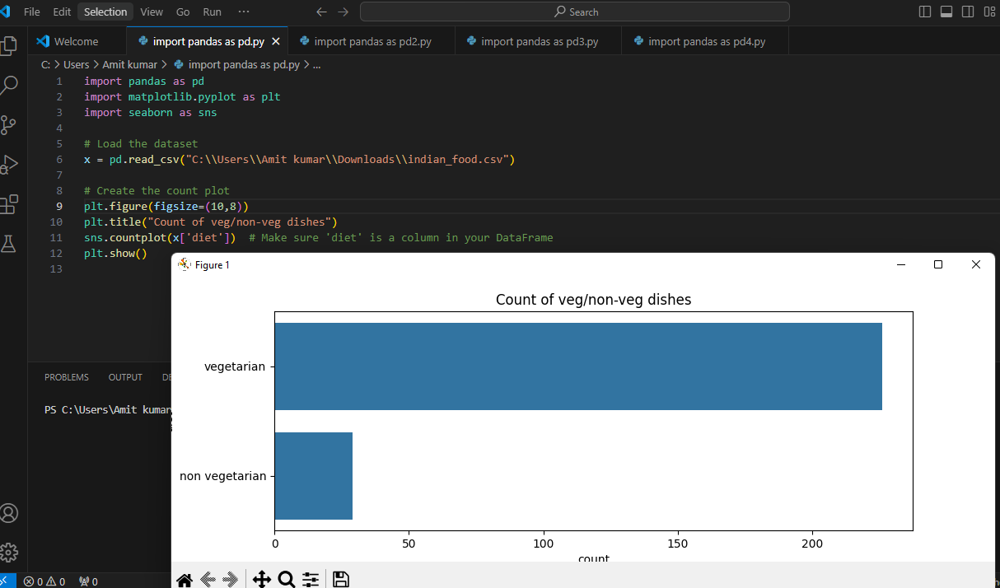 File Edit Selection View Go Run ··· Search
Welcome import pandas as pd.py import pandas as pd2.py import pandas as pd3.py import pandas as pd4.py
C: > Users > Amit kumar > import pandas as pd.py > ...
1 import pandas as pd
2 import matplotlib.pyplot as plt
3 import seaborn as sns
4
5 # Load the dataset
6 x = pd.read_csv("C:\\Users\\Amit kumar\\Downloads\\indian_food.csv")
7
8 # Create the count plot
9 plt.figure(figsize=(10,8))
10 plt.title("Count of veg/non-veg dishes")
11 sns.countplot(x['diet']) # Make sure 'diet' is a column in your DataFrame
12 plt.show()
13
Figure 1
Count of veg/non-veg dishes
vegetarian
non vegetarian
0 50 100 150 200
count
PROBLEMS OUTPUT DE
PS C:\Users\Amit kumar
0 0 0